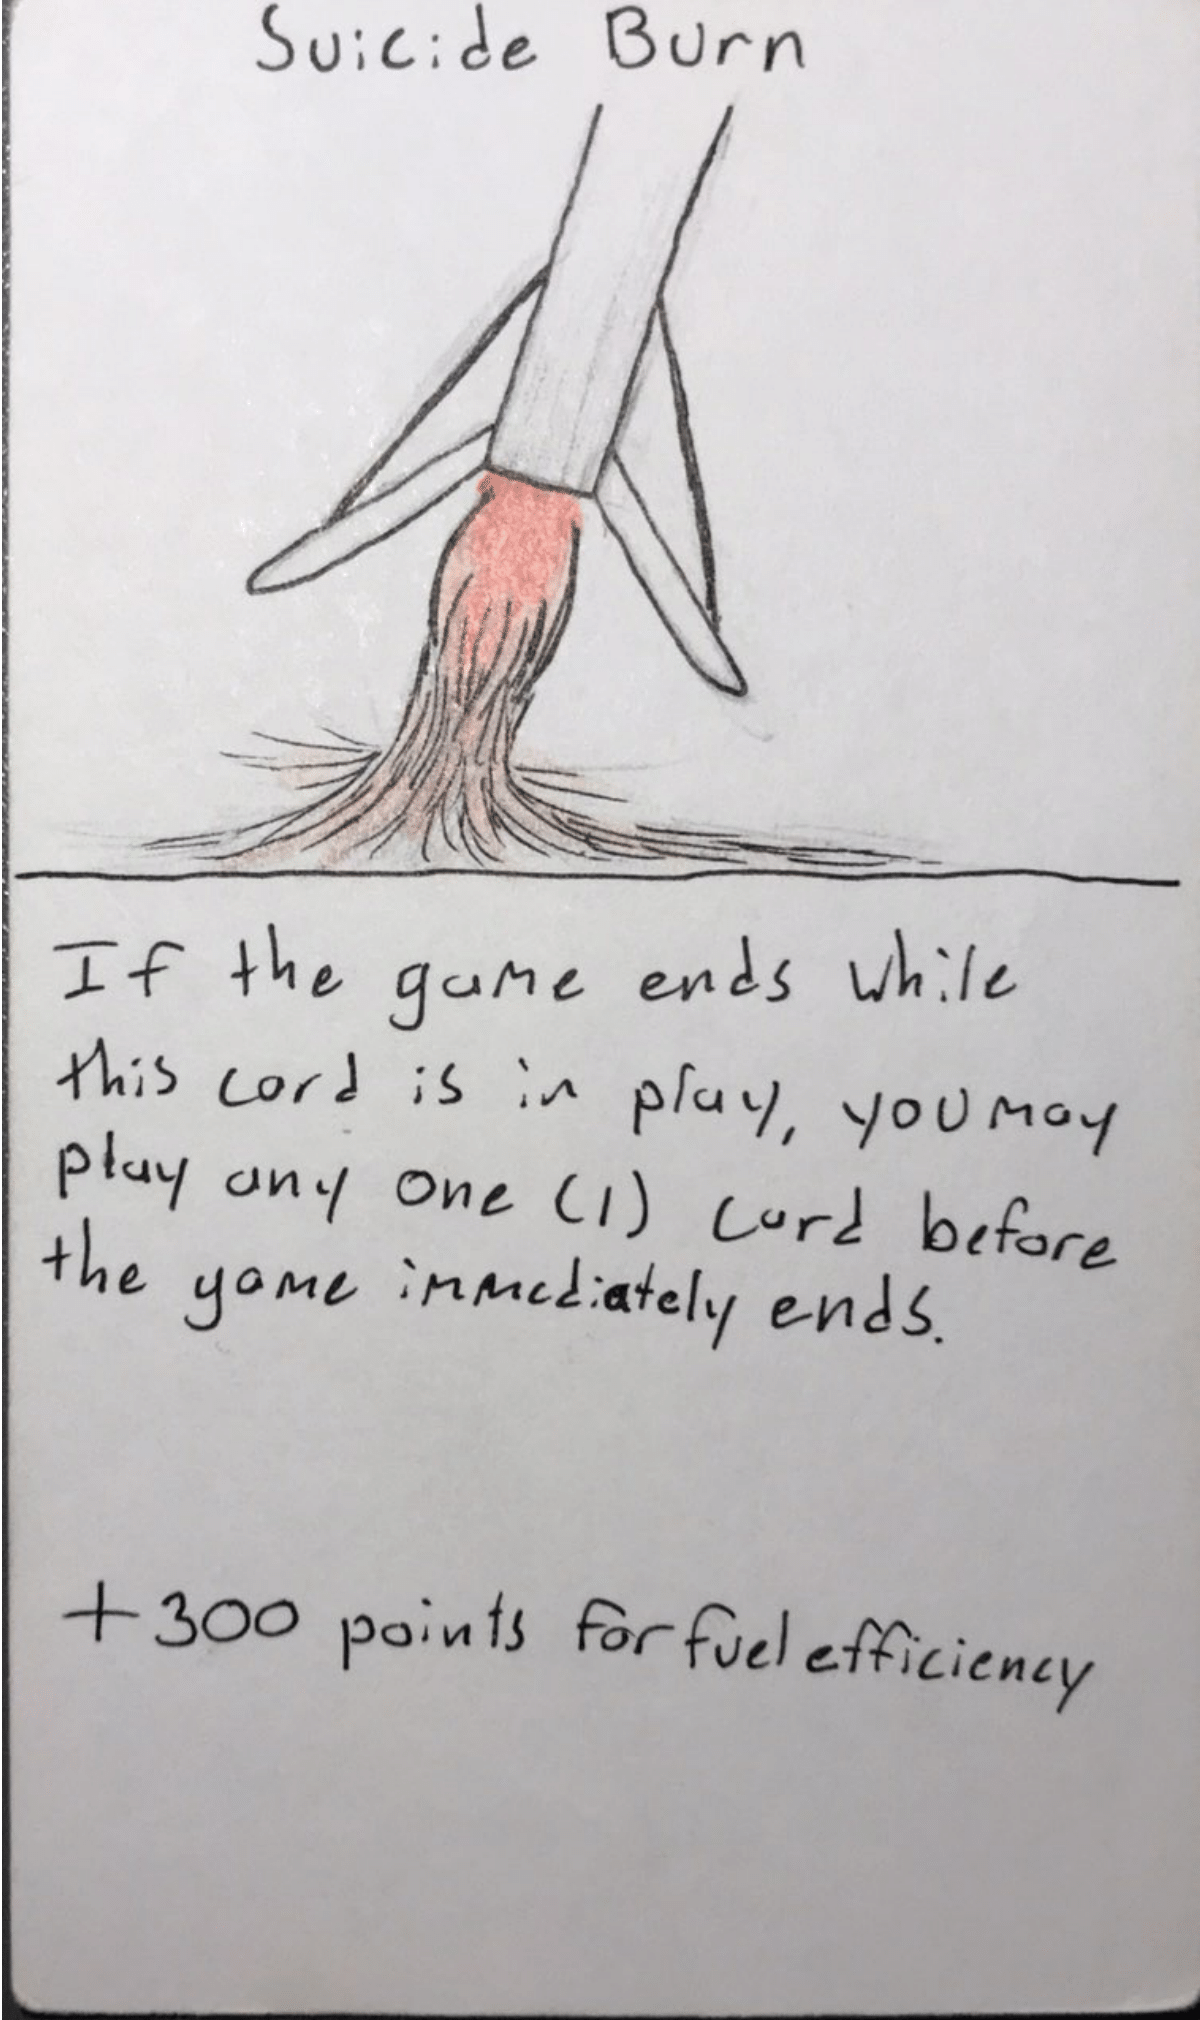 Suicide Burn
If the game ends while
this card is in play, you may
play any one (1) card before
the game immediately ends.
+300 points for fuel efficiency